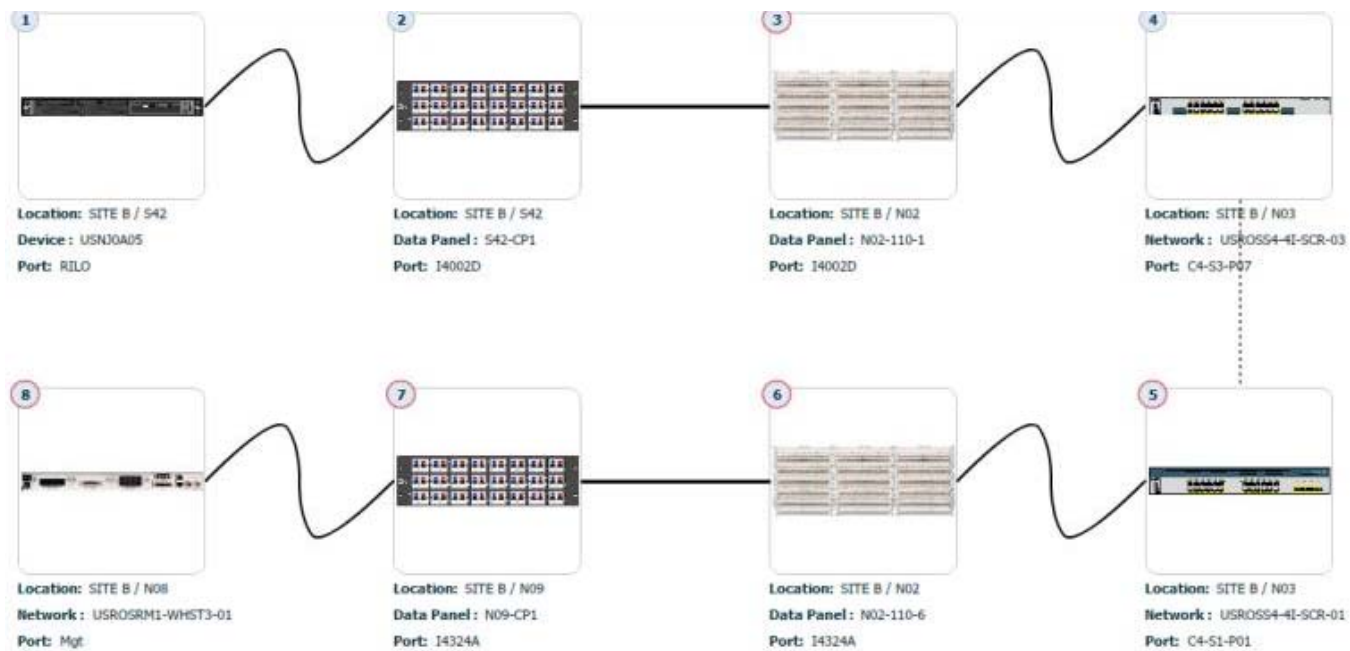 1
2
3
4
Location: SITE B / S42
Location: SITE B / S42
Location: SITE B / N02
Location: SITE B / N03
Device : USNJ0A05
Data Panel : S42-CP1
Data Panel : N02-110-1
Network : USROSS4-4I-SCR-03
Port: RILO
Port: I4002D
Port: I4002D
Port: C4-S3-P07
8
7
6
5
Location: SITE B / N08
Location: SITE B / N09
Location: SITE B / N02
Location: SITE B / N03
Network : USROSRM1-WHST3-01
Data Panel : N09-CP1
Data Panel : N02-110-6
Network : USROSS4-4I-SCR-01
Port: Mgt
Port: I4324A
Port: I4324A
Port: C4-S1-P01